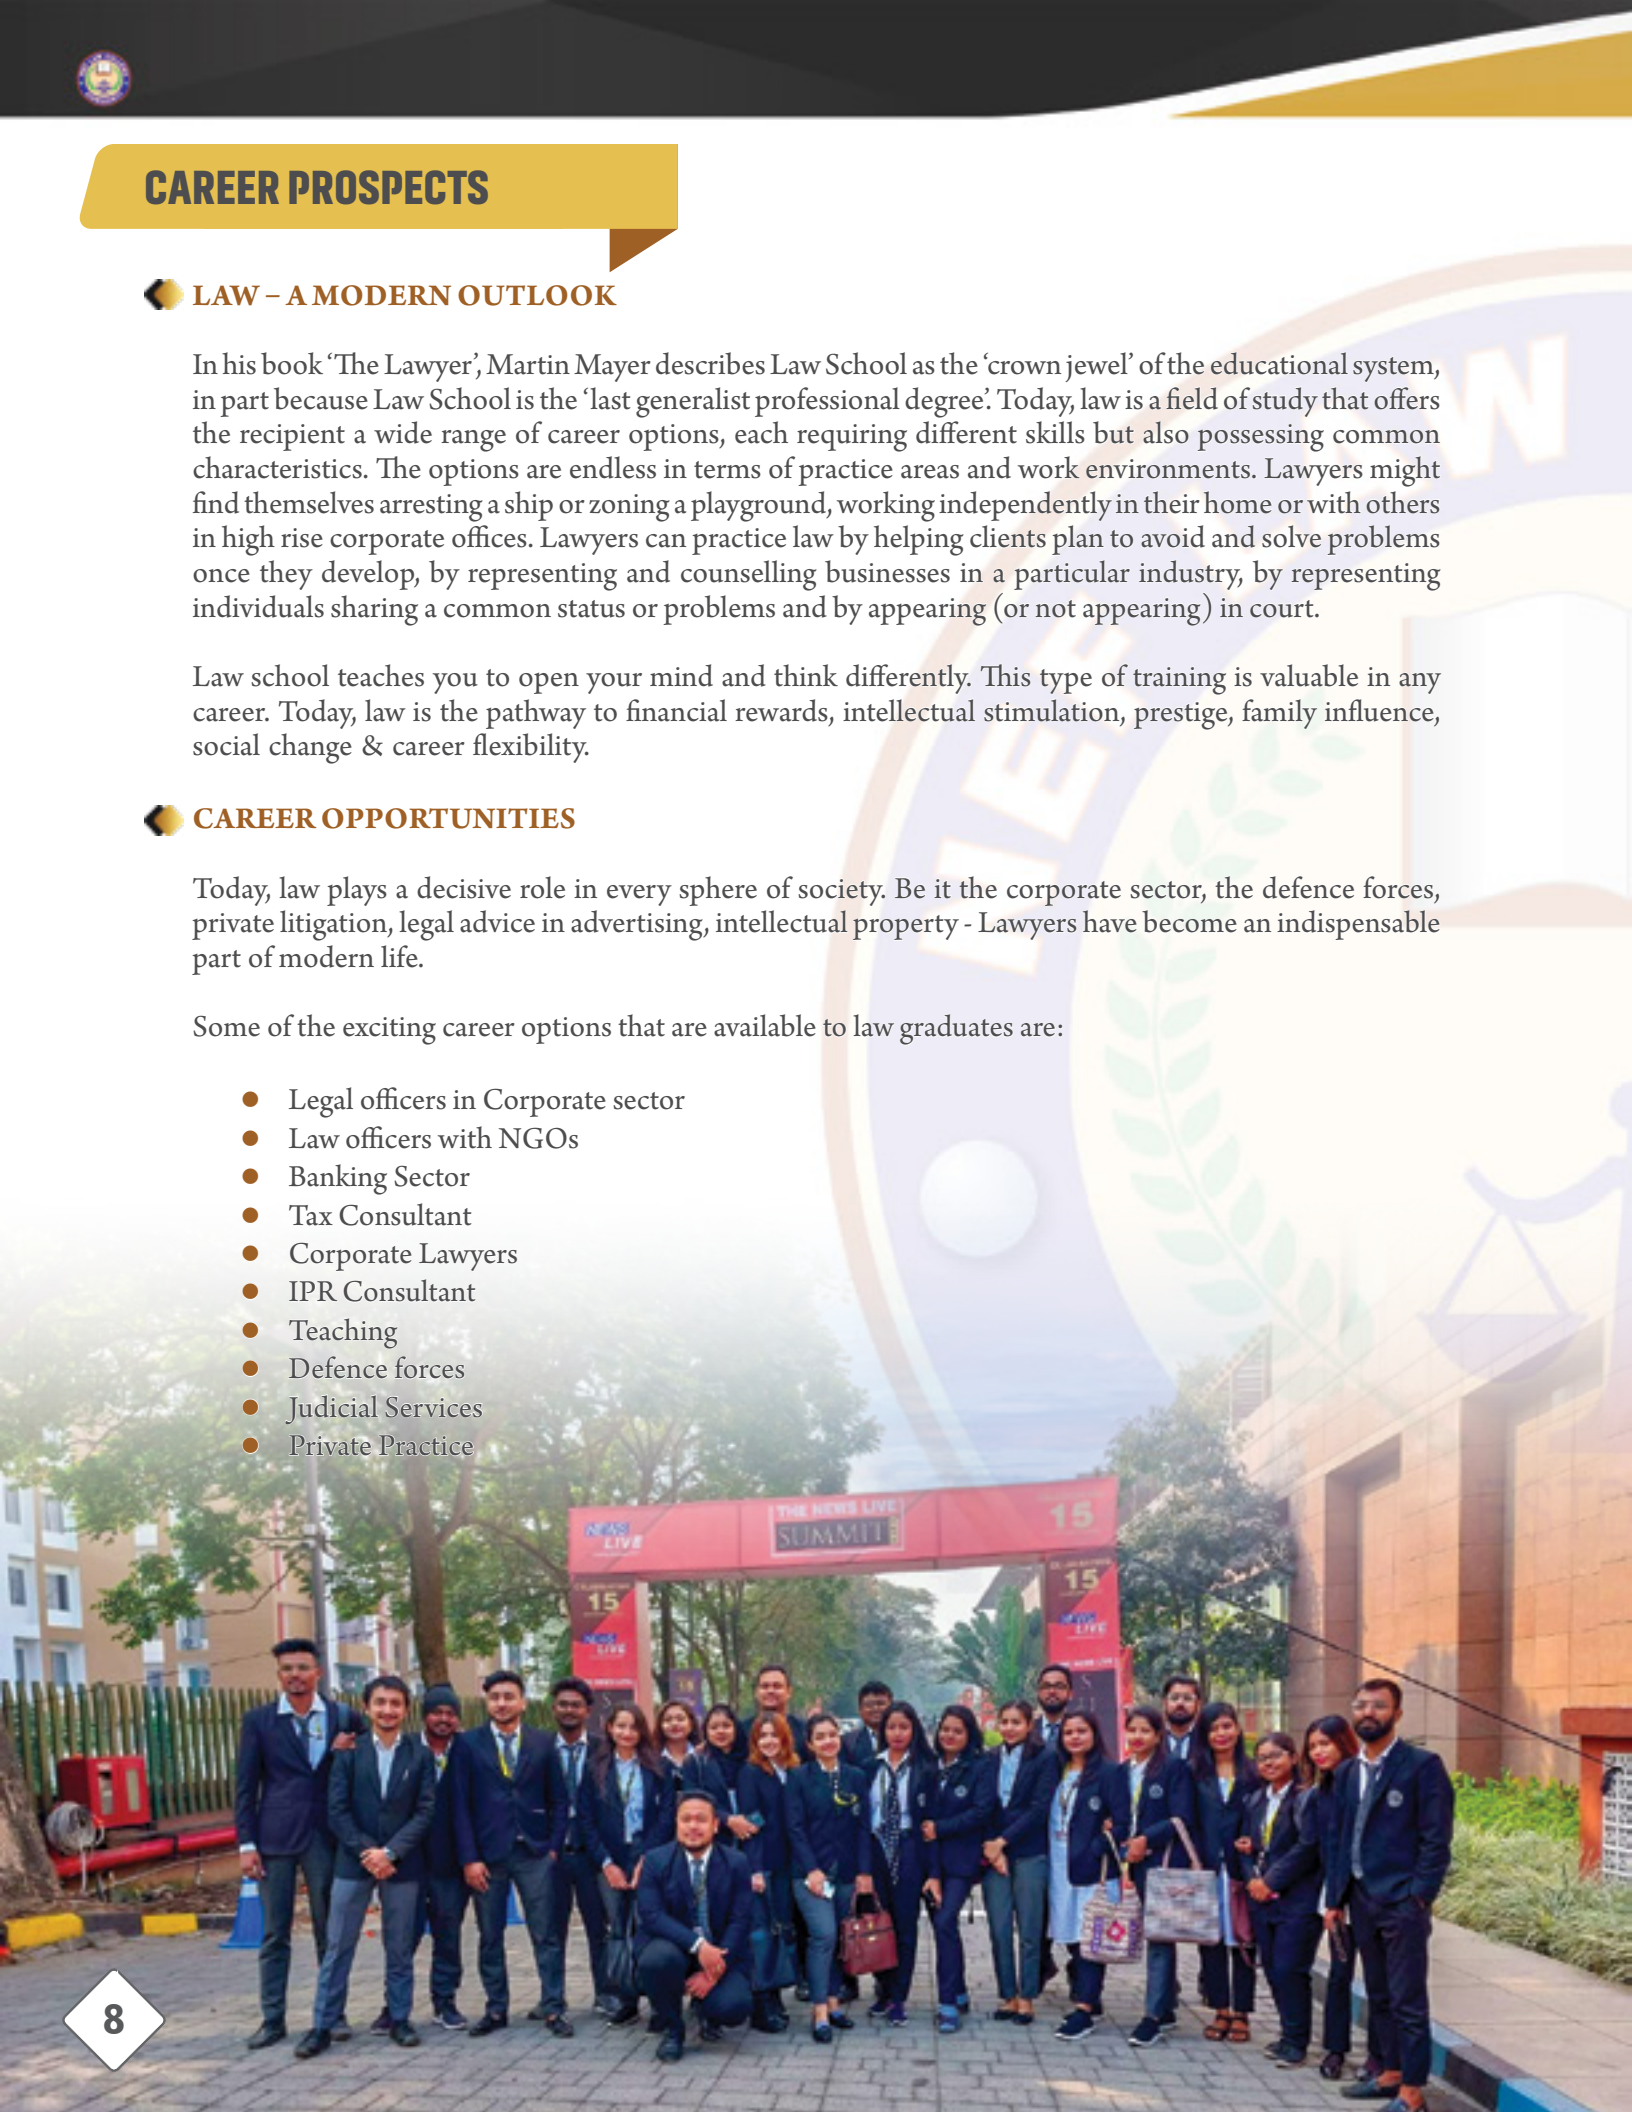 CAREER PROSPECTS
LAW – A MODERN OUTLOOK
In his book ‘The Lawyer’, Martin Mayer describes Law School as the ‘crown jewel’ of the educational system,
in part because Law School is the ‘last generalist professional degree’. Today, law is a field of study that offers
the recipient a wide range of career options, each requiring different skills but also possessing common
characteristics. The options are endless in terms of practice areas and work environments. Lawyers might
find themselves arresting a ship or zoning a playground, working independently in their home or with others
in high rise corporate offices. Lawyers can practice law by helping clients plan to avoid and solve problems
once they develop, by representing and counselling businesses in a particular industry, by representing
individuals sharing a common status or problems and by appearing (or not appearing) in court.
Law school teaches you to open your mind and think differently. This type of training is valuable in any
career. Today, law is the pathway to financial rewards, intellectual stimulation, prestige, family influence,
social change & career flexibility.
CAREER OPPORTUNITIES
Today, law plays a decisive role in every sphere of society. Be it the corporate sector, the defence forces,
private litigation, legal advice in advertising, intellectual property - Lawyers have become an indispensable
part of modern life.
Some of the exciting career options that are available to law graduates are:
Legal officers in Corporate sector
Law officers with NGOs
Banking Sector
Tax Consultant
Corporate Lawyers
IPR Consultant
Teaching
Defence forces
Judicial Services
Private Practice
NEF LAW
NEWS LIVE
THE NEWS LIVE
SUMMIT
15
15
NEWS LIVE
15
NEWS LIVE
8